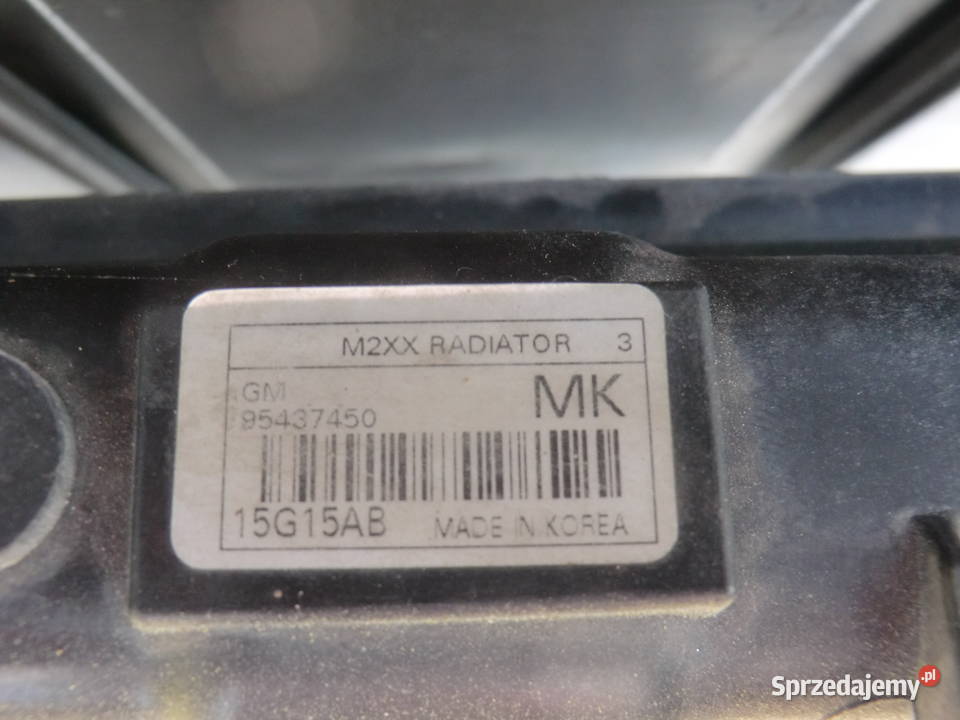 M2XX RADIATOR 3
GM MK
95437450
15G15AB MADE IN KOREA
Sprzedajemy.pl